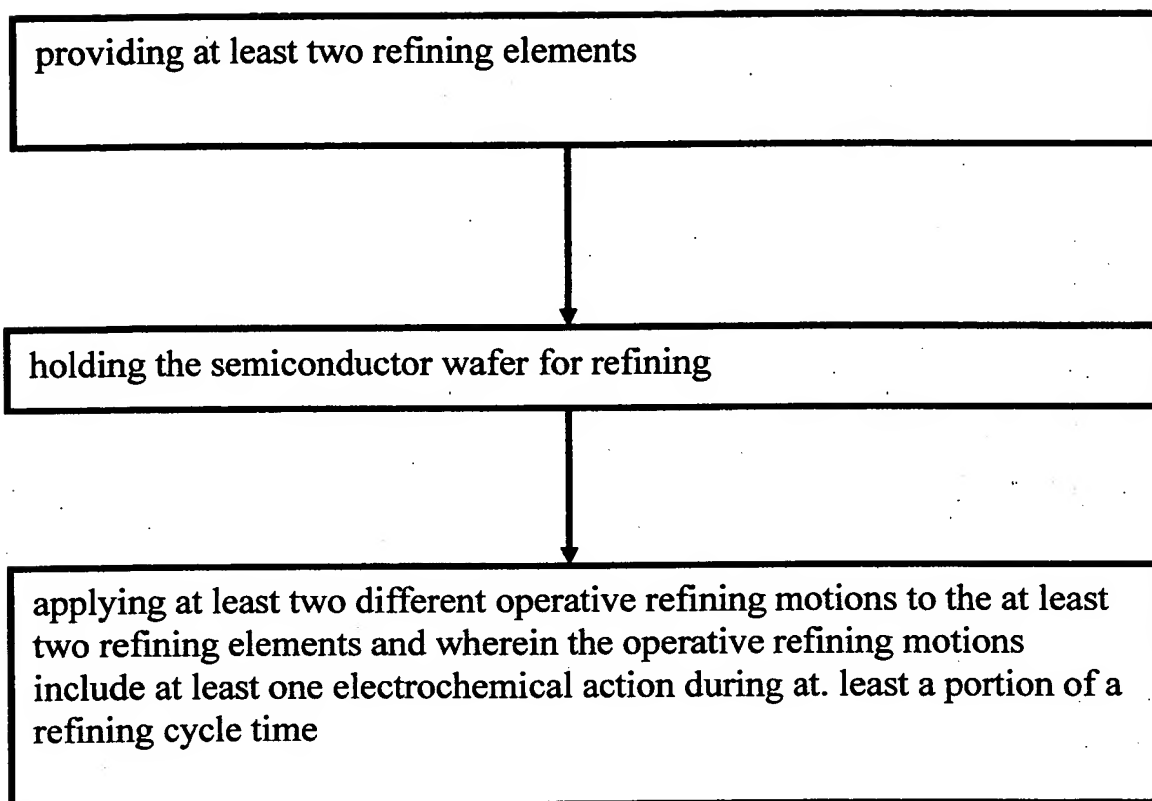 providing at least two refining elements
holding the semiconductor wafer for refining
applying at least two different operative refining motions to the at least
two refining elements and wherein the operative refining motions
include at least one electrochemical action during at. least a portion of a
refining cycle time